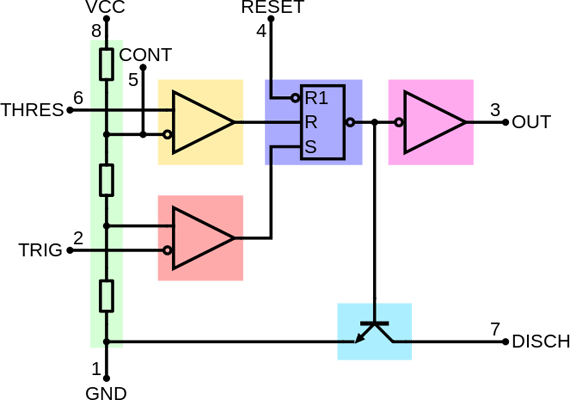 VCC
RESET
8
4
CONT
5
6
THRES
R1
R
S
3
OUT
2
TRIG
7
DISCH
1
GND